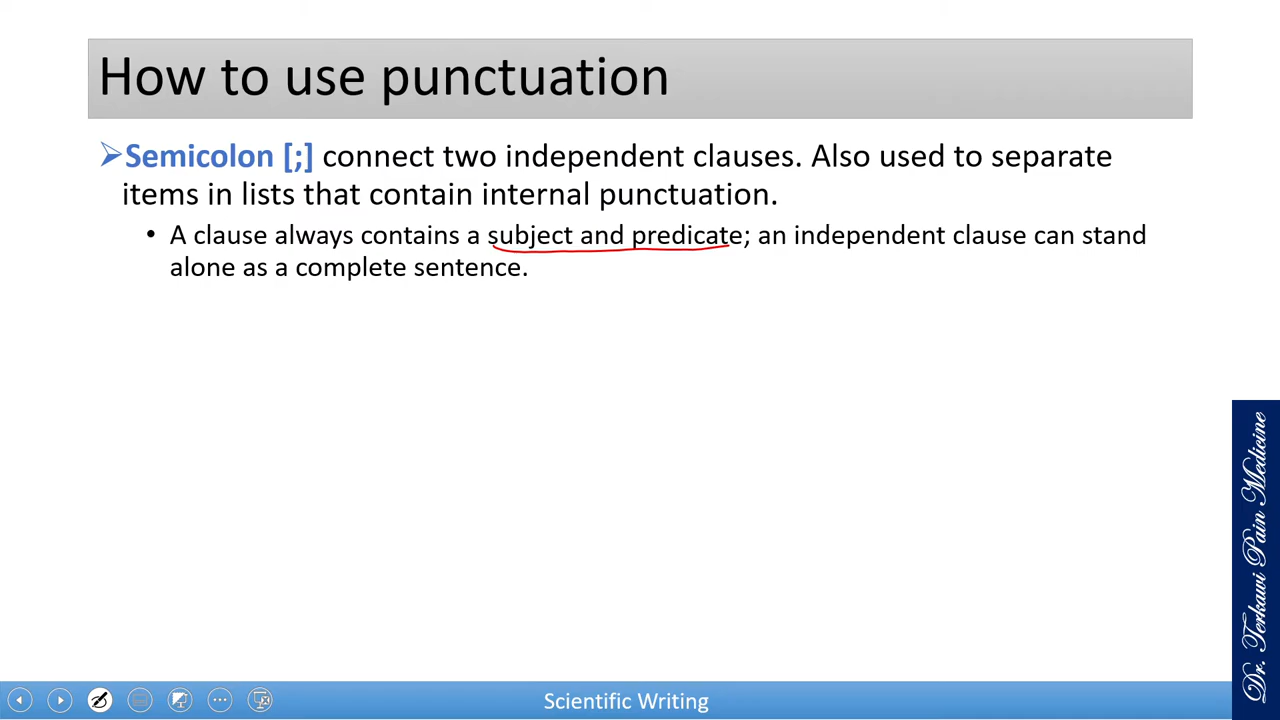 How to use punctuation
➢Semicolon [;] connect two independent clauses. Also used to separate
items in lists that contain internal punctuation.
• A clause always contains a subject and predicate; an independent clause can stand
alone as a complete sentence.
Dr. Terkawi Pain Medicine
Scientific Writing